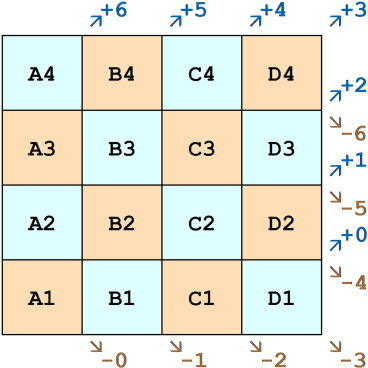 +6 +5 +4 +3
A4 B4 C4 D4 +2
-6
A3 B3 C3 D3 +1
-5
A2 B2 C2 D2 +0
-4
A1 B1 C1 D1
-0 -1 -2 -3